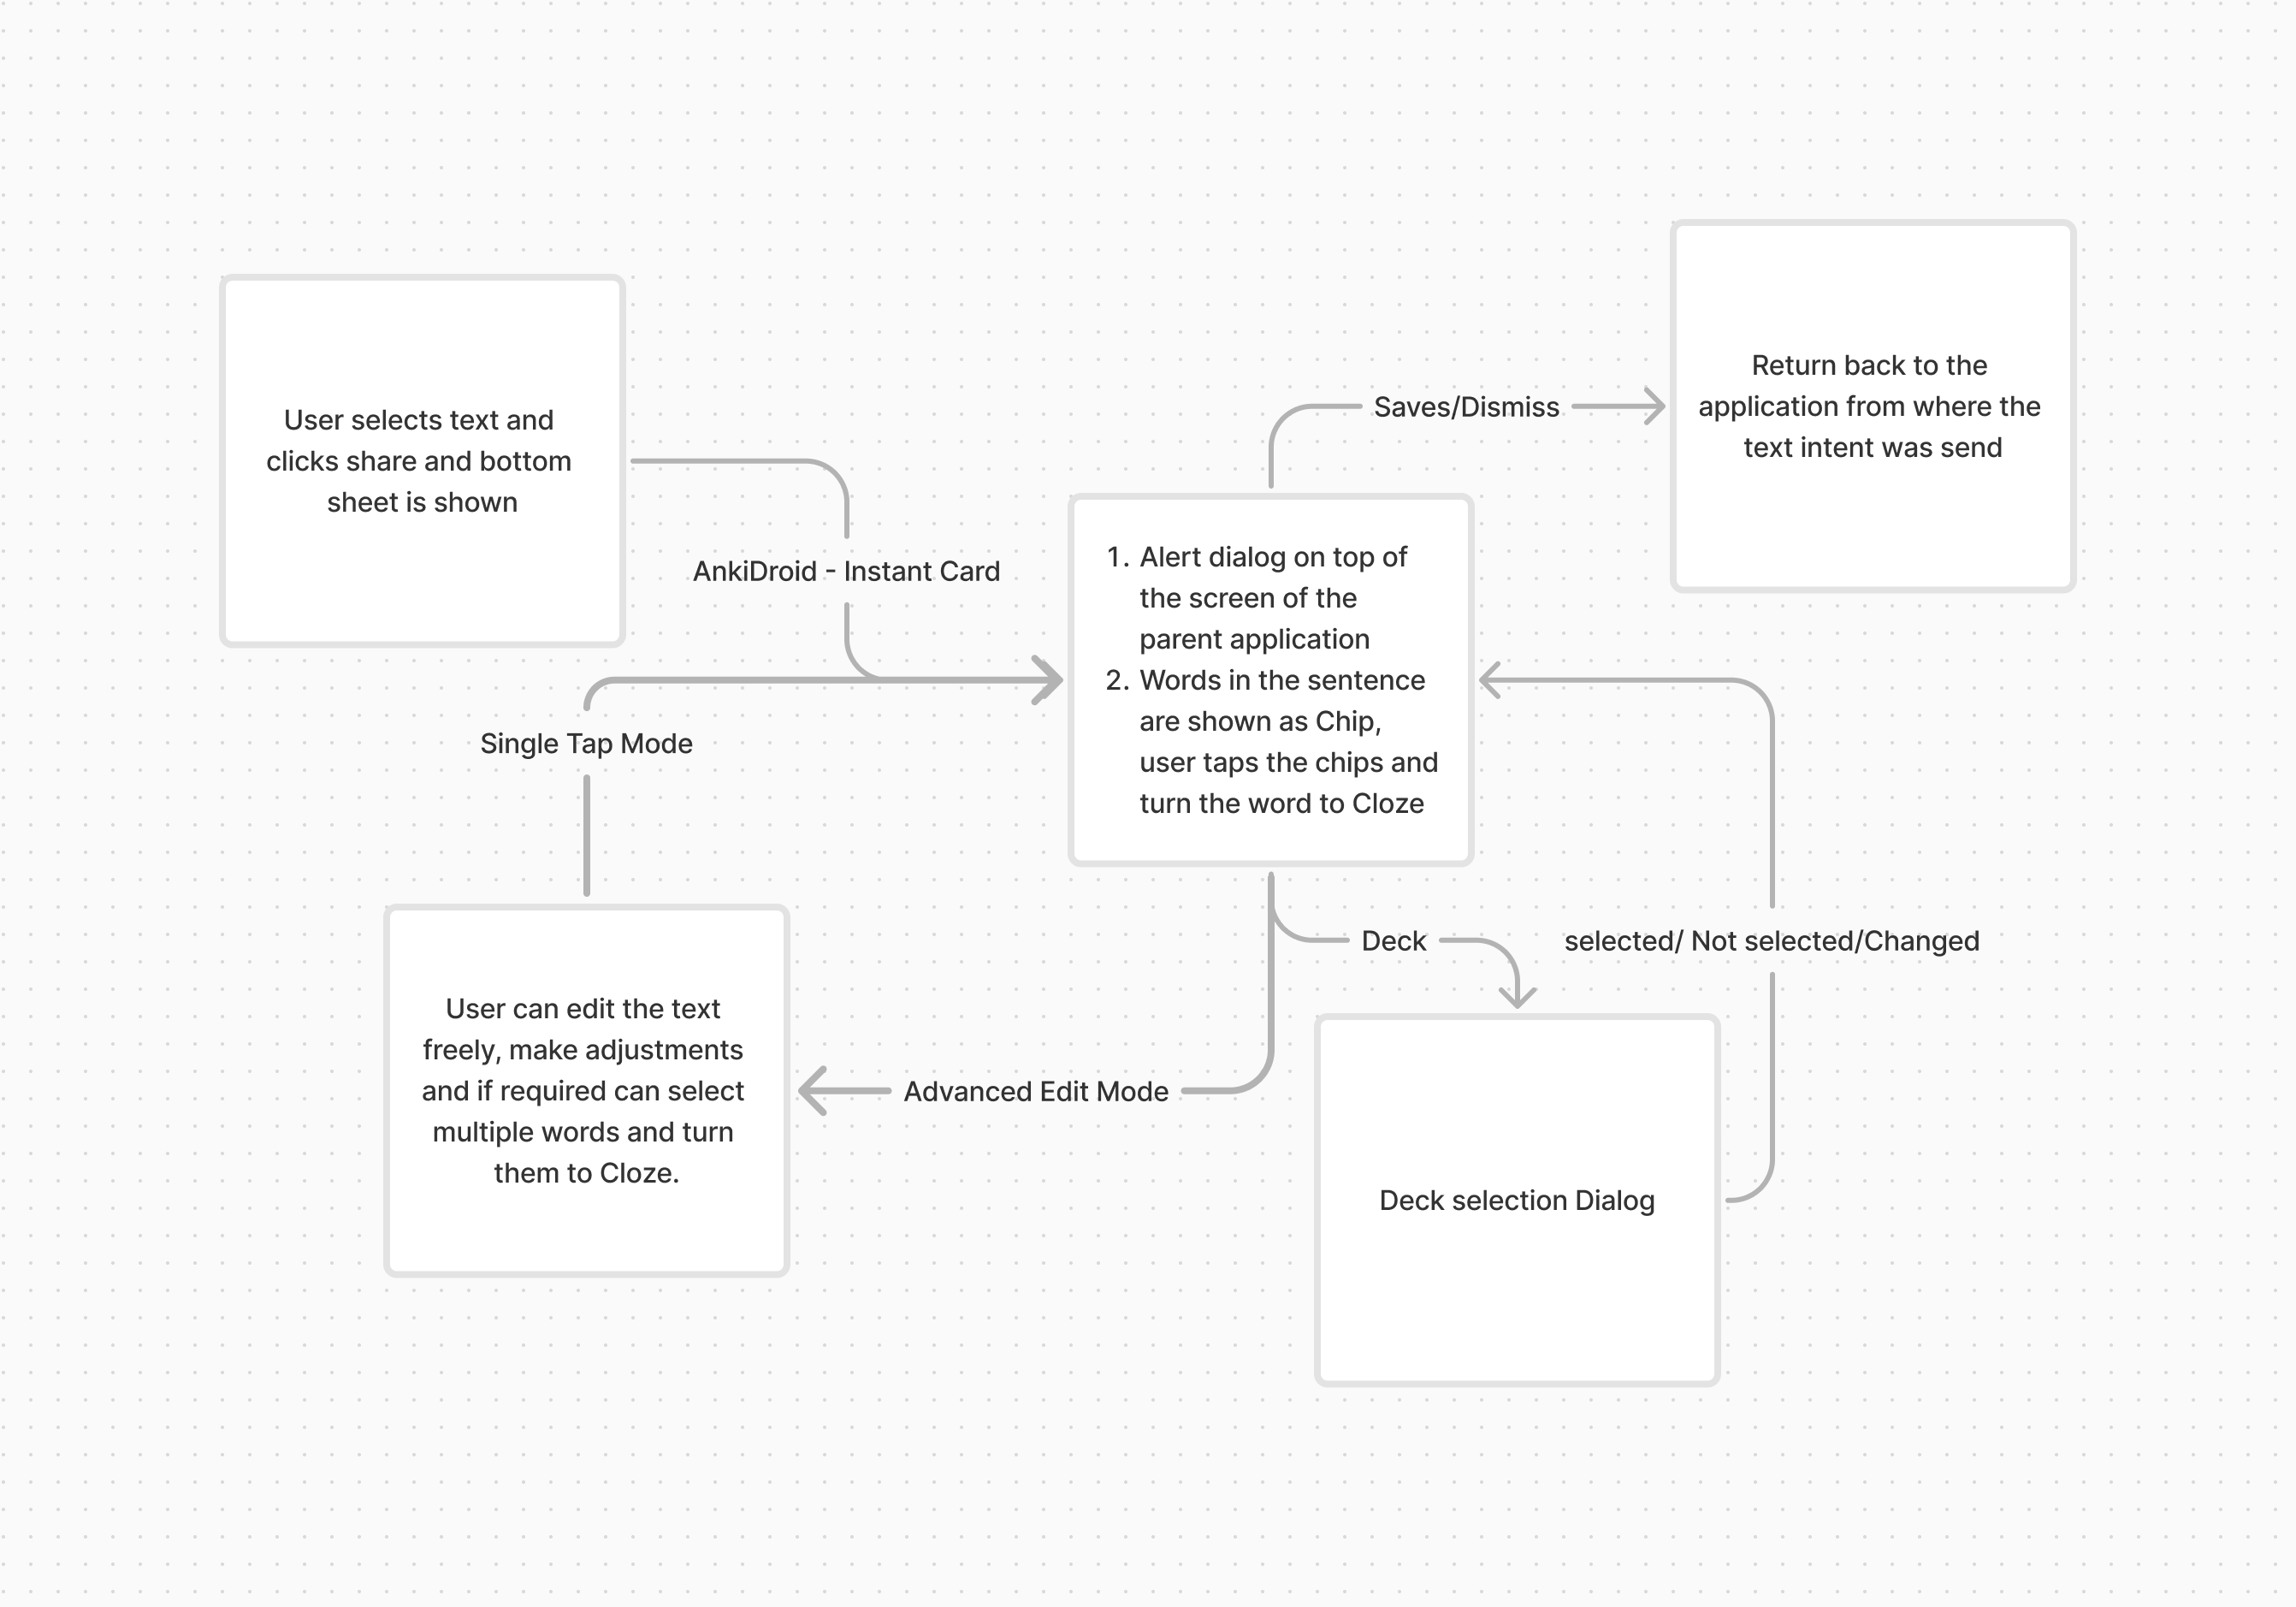 User selects text and
clicks share and bottom
sheet is shown
AnkiDroid - Instant Card
Saves/Dismiss
Return back to the
application from where the
text intent was send
1. Alert dialog on top of
the screen of the
parent application
2. Words in the sentence
are shown as Chip,
user taps the chips and
turn the word to Cloze
Single Tap Mode
User can edit the text
freely, make adjustments
and if required can select
multiple words and turn
them to Cloze.
Advanced Edit Mode
Deck
selected/ Not selected/Changed
Deck selection Dialog